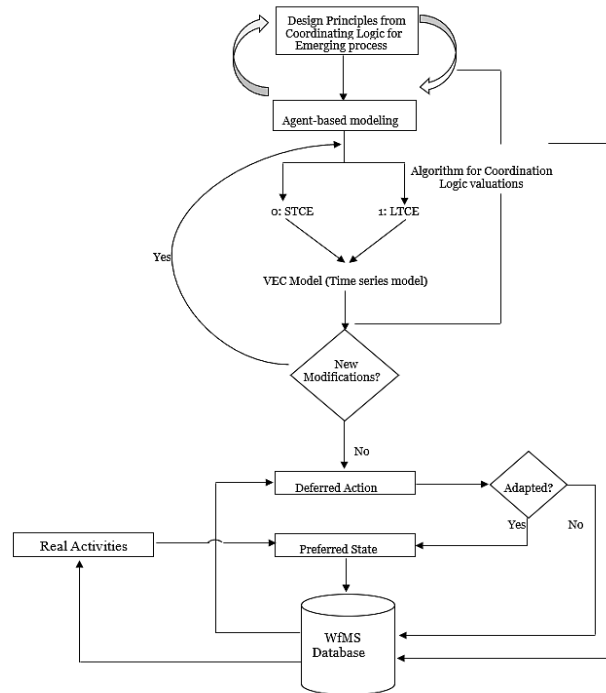 Design Principles from
Coordinating Logic for
Emerging process
Agent-based modeling
Algorithm for Coordination
Logic valuations
0: STCE
1: LTCE
Yes
VEC Model (Time series model)
New
Modifications?
No
Deferred Action
Adapted?
Yes
No
Real Activities
Preferred State
WfMS
Database